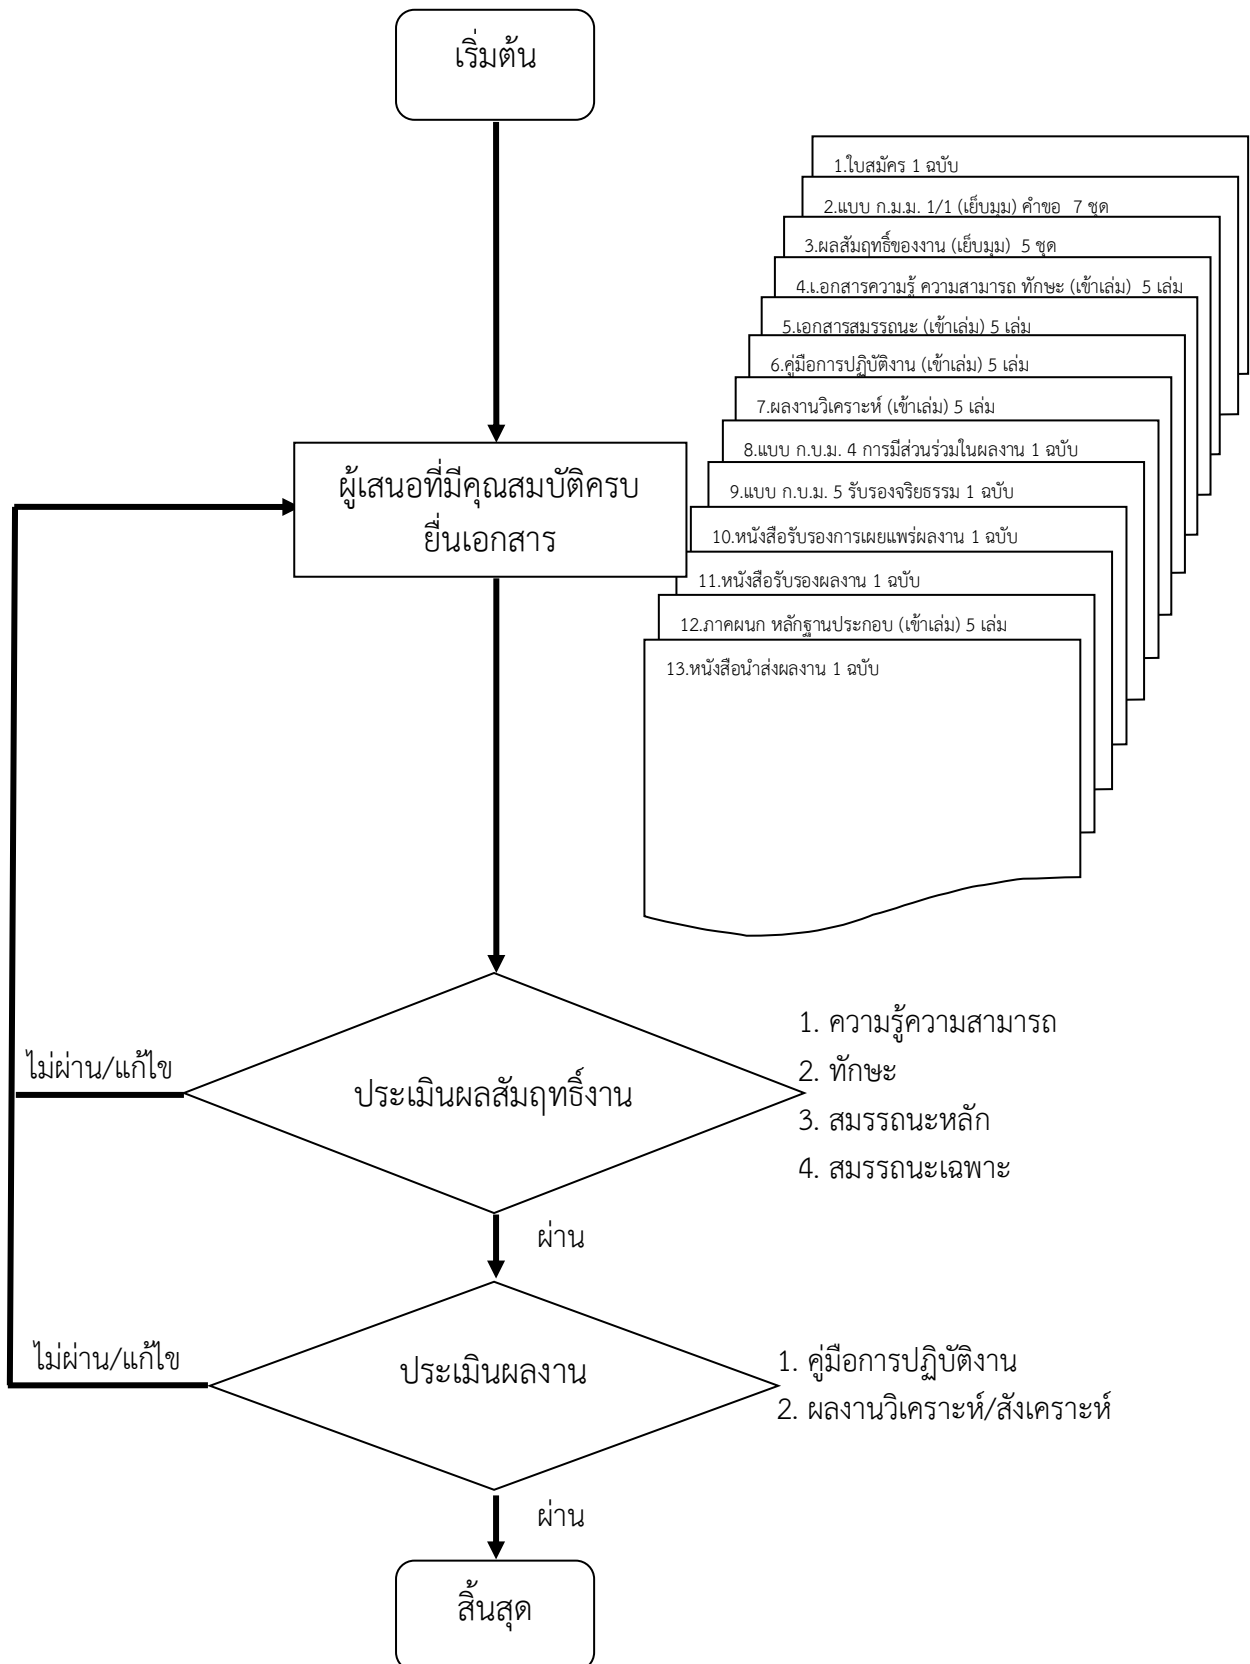 เริ่มต้น
1.ใบสมัคร 1 ฉบับ
2.แบบ ก.ม.ม. 1/1 (เย็บมุม) คำขอ 7 ชุด
3.ผลสัมฤทธิ์ของงาน (เย็บมุม) 5 ชุด
4.เ.อกสารความรู้ ความสามารถ ทักษะ (เข้าเล่ม) 5 เล่ม
5.เอกสารสมรรถนะ (เข้าเล่ม) 5 เล่ม
6.คู่มือการปฏิบัติงาน (เข้าเล่ม) 5 เล่ม
7.ผลงานวิเคราะห์ (เข้าเล่ม) 5 เล่ม
8.แบบ ก.บ.ม. 4 การมีส่วนร่วมในผลงาน 1 ฉบับ
9.แบบ ก.บ.ม. 5 รับรองจริยธรรม 1 ฉบับ
10.หนังสือรับรองการเผยแพร่ผลงาน 1 ฉบับ
11.หนังสือรับรองผลงาน 1 ฉบับ
12.ภาคผนก หลักฐานประกอบ (เข้าเล่ม) 5 เล่ม
13.หนังสือนำส่งผลงาน 1 ฉบับ
ผู้เสนอที่มีคุณสมบัติครบ
ยื่นเอกสาร
ไม่ผ่าน/แก้ไข
ประเมินผลสัมฤทธิ์งาน
1. ความรู้ความสามารถ
2. ทักษะ
3. สมรรถนะหลัก
4. สมรรถนะเฉพาะ
ผ่าน
ไม่ผ่าน/แก้ไข
ประเมินผลงาน
1. คู่มือการปฏิบัติงาน
2. ผลงานวิเคราะห์/สังเคราะห์
ผ่าน
สิ้นสุด